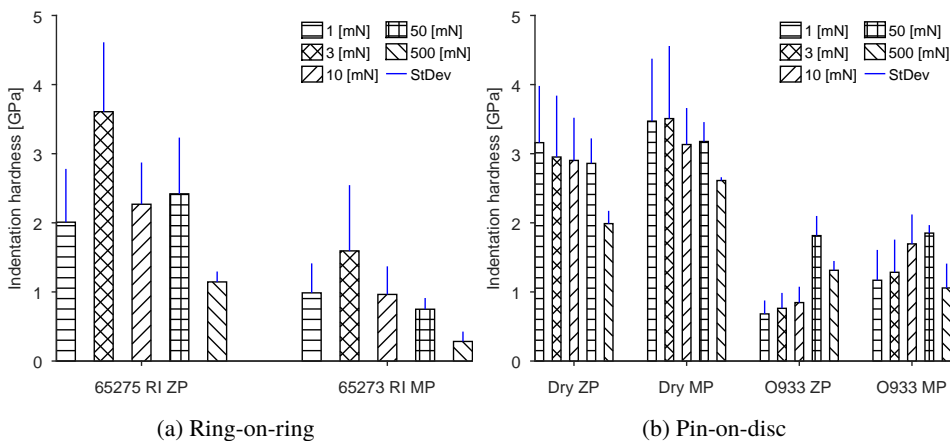 Indentation hardness [GPa]
5
4
3
2
1
0
1 [mN]
3 [mN]
10 [mN]
50 [mN]
500 [mN]
StDev
65275 RI ZP
65273 RI MP
(a) Ring-on-ring
Indentation hardness [GPa]
5
4
3
2
1
0
1 [mN]
3 [mN]
10 [mN]
50 [mN]
500 [mN]
StDev
Dry ZP
Dry MP
O933 ZP
O933 MP
(b) Pin-on-disc